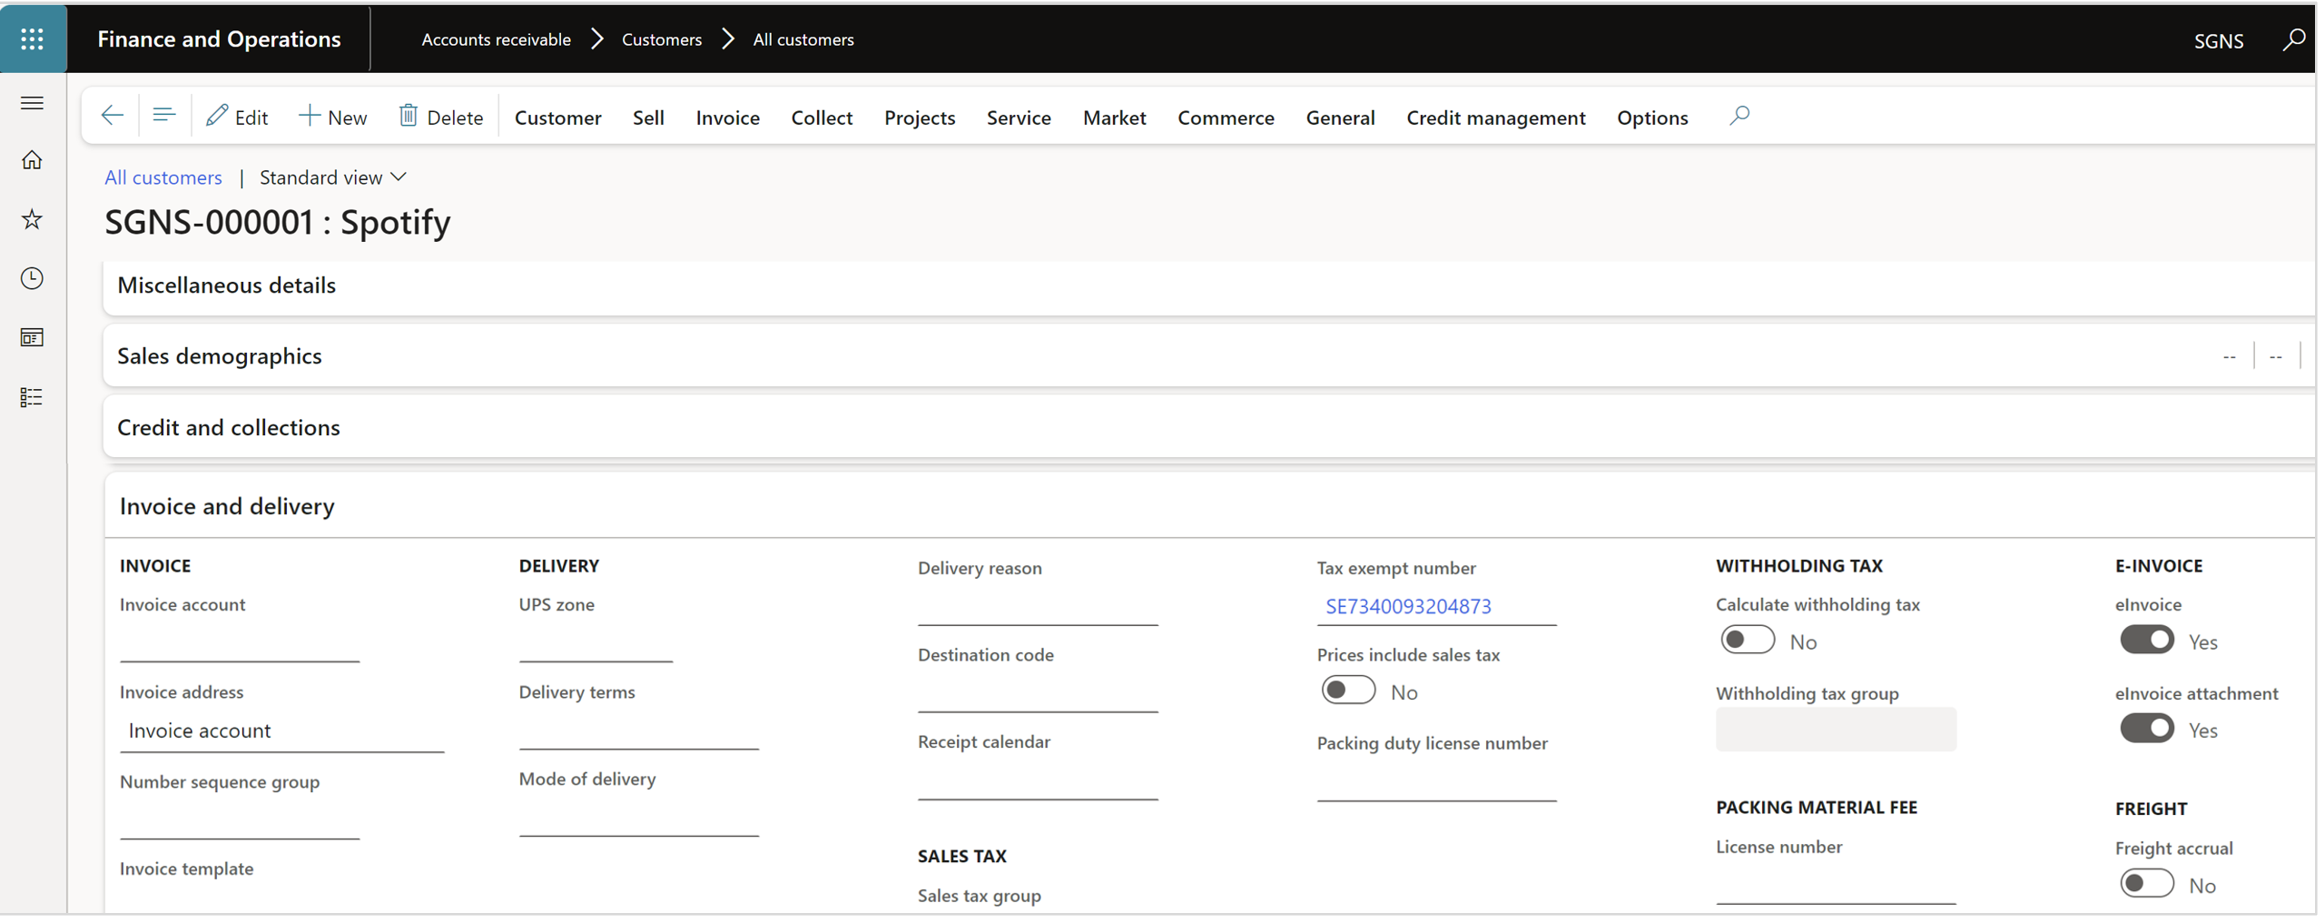 Finance and Operations
Accounts receivable > Customers > All customers
SGNS
Edit
New
Delete
Customer
Sell
Invoice
Collect
Projects
Service
Market
Commerce
General
Credit management
Options
All customers | Standard view
SGNS-000001 : Spotify
Miscellaneous details
Sales demographics
-- | -- |
Credit and collections
Invoice and delivery
INVOICE
Invoice account
Invoice address
Invoice account
Number sequence group
Invoice template
DELIVERY
UPS zone
Delivery terms
Mode of delivery
Delivery reason
Destination code
Receipt calendar
SALES TAX
Sales tax group
Tax exempt number
SE7340093204873
Prices include sales tax
No
Packing duty license number
WITHHOLDING TAX
Calculate withholding tax
No
Withholding tax group
PACKING MATERIAL FEE
License number
E-INVOICE
eInvoice
Yes
eInvoice attachment
Yes
FREIGHT
Freight accrual
No